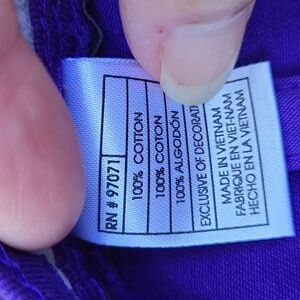 RN # 97071
100% COTTON
100% COTON
100% ALGODÓN
EXCLUSIVE OF DECORATI
MADE IN VIETNAM
FABRIQUE EN VIET-NAM
HECHO EN LA VIETNAM